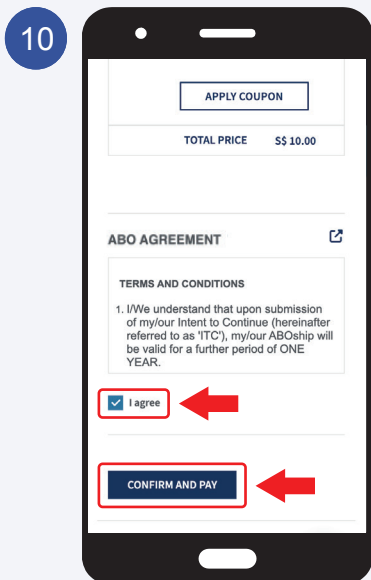 10
APPLY COUPON
TOTAL PRICE S$ 10.00
ABO AGREEMENT
TERMS AND CONDITIONS
1. I/We understand that upon submission
of my/our Intent to Continue (hereinafter
referred to as 'ITC'), my/our ABOship will
be valid for a further period of ONE
YEAR.
I agree
CONFIRM AND PAY